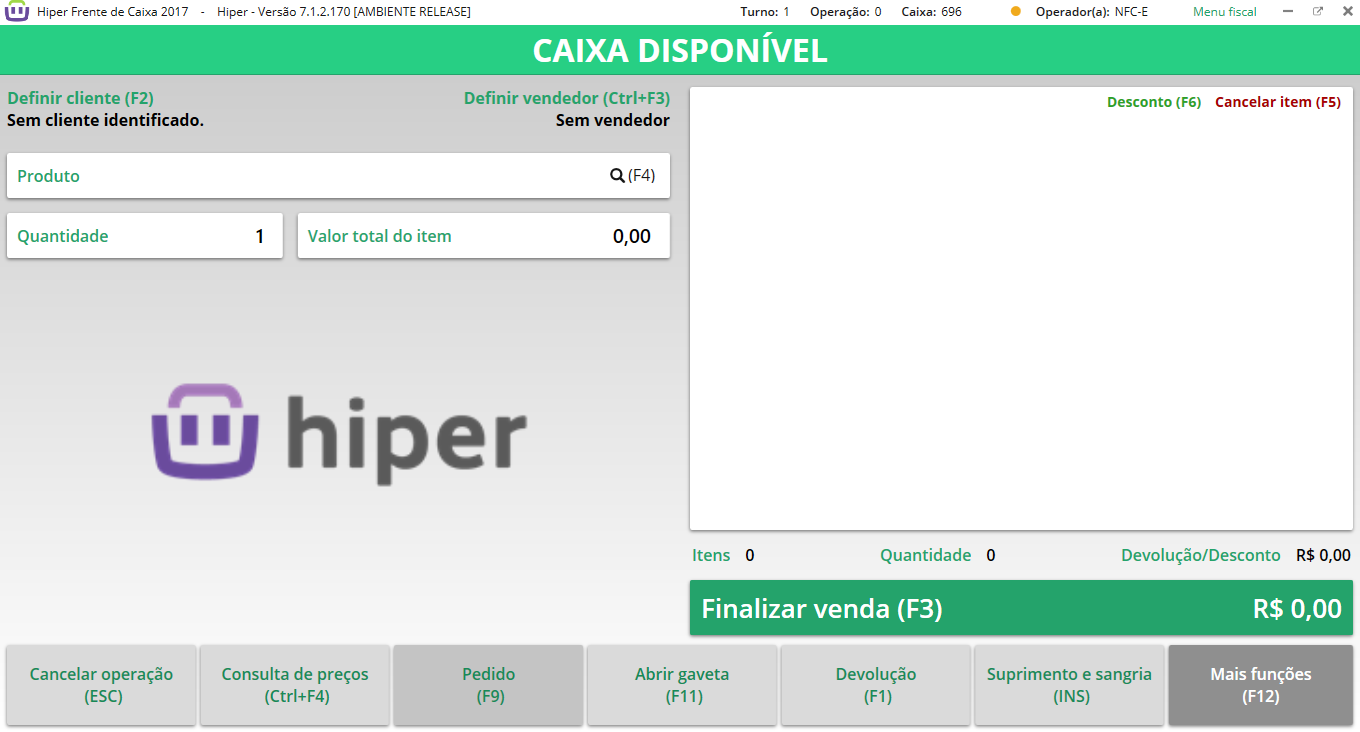 Hiper Frente de Caixa 2017 - Hiper - Versão 7.1.2.170 [AMBIENTE RELEASE] Turno: 1 Operação: 0 Caixa: 696 Operador(a): NFC-E Menu fiscal
CAIXA DISPONÍVEL
Definir cliente (F2) Definir vendedor (Ctrl+F3)
Sem cliente identificado. Sem vendedor
Produto (F4)
Quantidade 1 Valor total do item 0,00
hiper
Desconto (F6) Cancelar item (F5)
Itens 0 Quantidade 0 Devolução/Desconto R$ 0,00
Finalizar venda (F3) R$ 0,00
Cancelar operação
(ESC)
Consulta de preços
(Ctrl+F4)
Pedido
(F9)
Abrir gaveta
(F11)
Devolução
(F1)
Suprimento e sangria
(INS)
Mais funções
(F12)